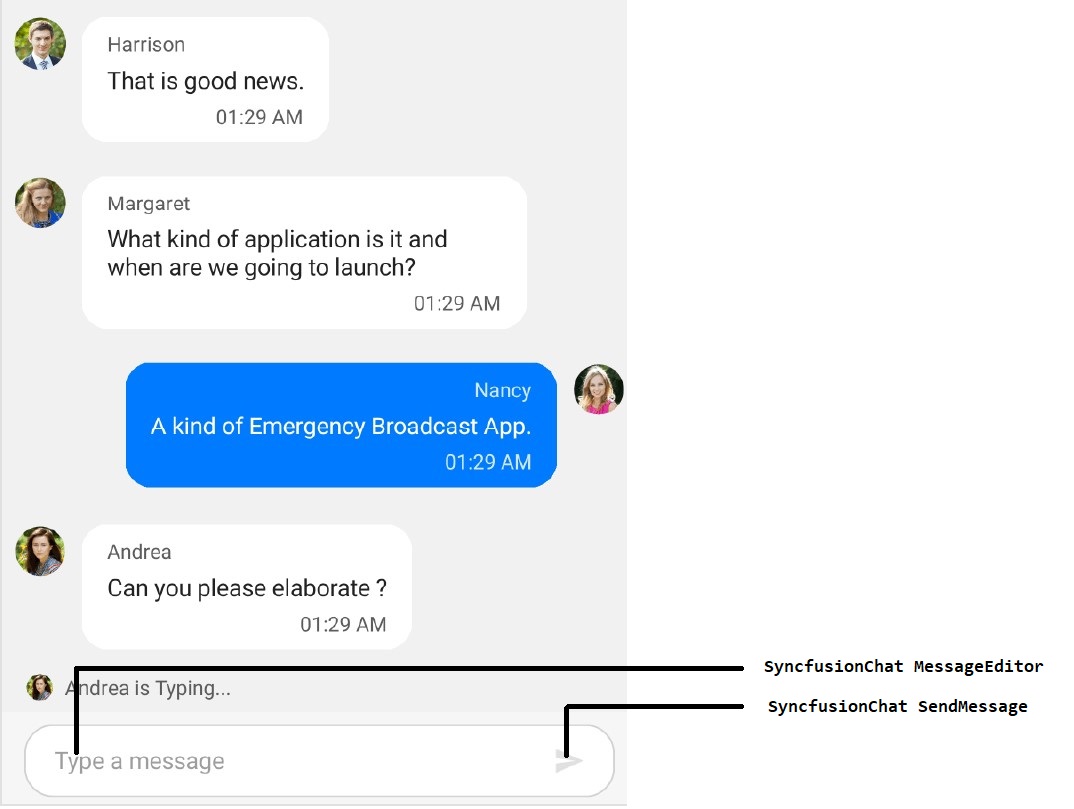 Harrison
That is good news.
01:29 AM
Margaret
What kind of application is it and
when are we going to launch?
01:29 AM
Nancy
A kind of Emergency Broadcast App.
01:29 AM
Andrea
Can you please elaborate ?
01:29 AM
SyncfusionChat MessageEditor
Andrea is Typing...
SyncfusionChat SendMessage
Type a message